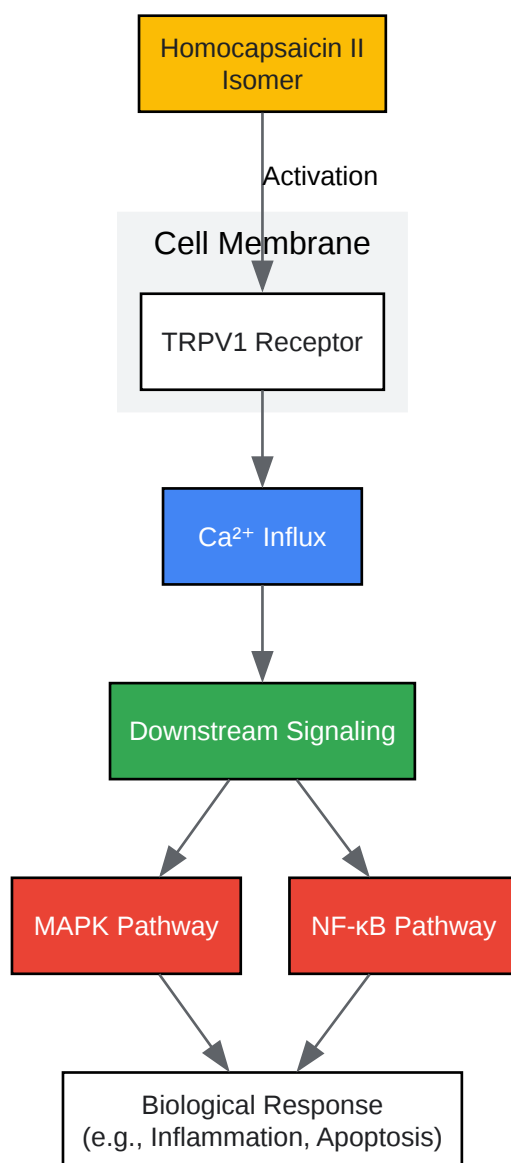 Homocapsaicin II
Isomer
Activation
Cell Membrane
TRPV1 Receptor
Ca²⁺ Influx
Downstream Signaling
MAPK Pathway
NF-κB Pathway
Biological Response
(e.g., Inflammation, Apoptosis)